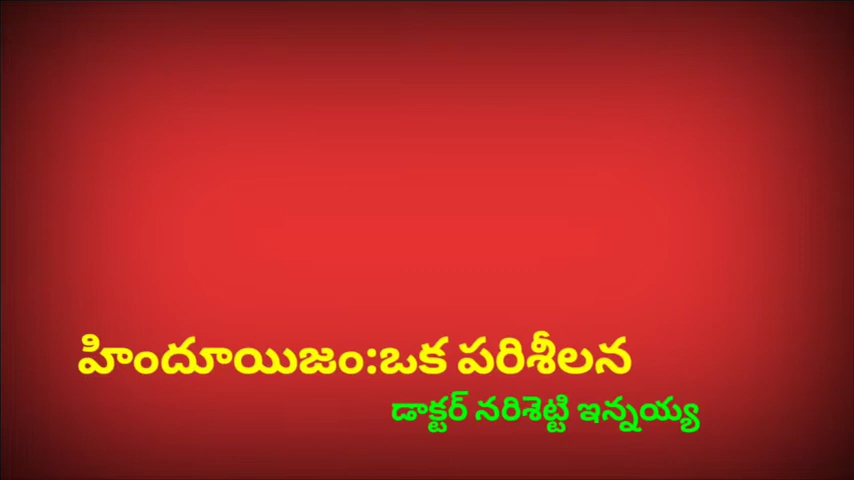 హిందూయిజం:ఒక పరిశీలన
డాక్టర్ నరిశెట్టి ఇన్నయ్య